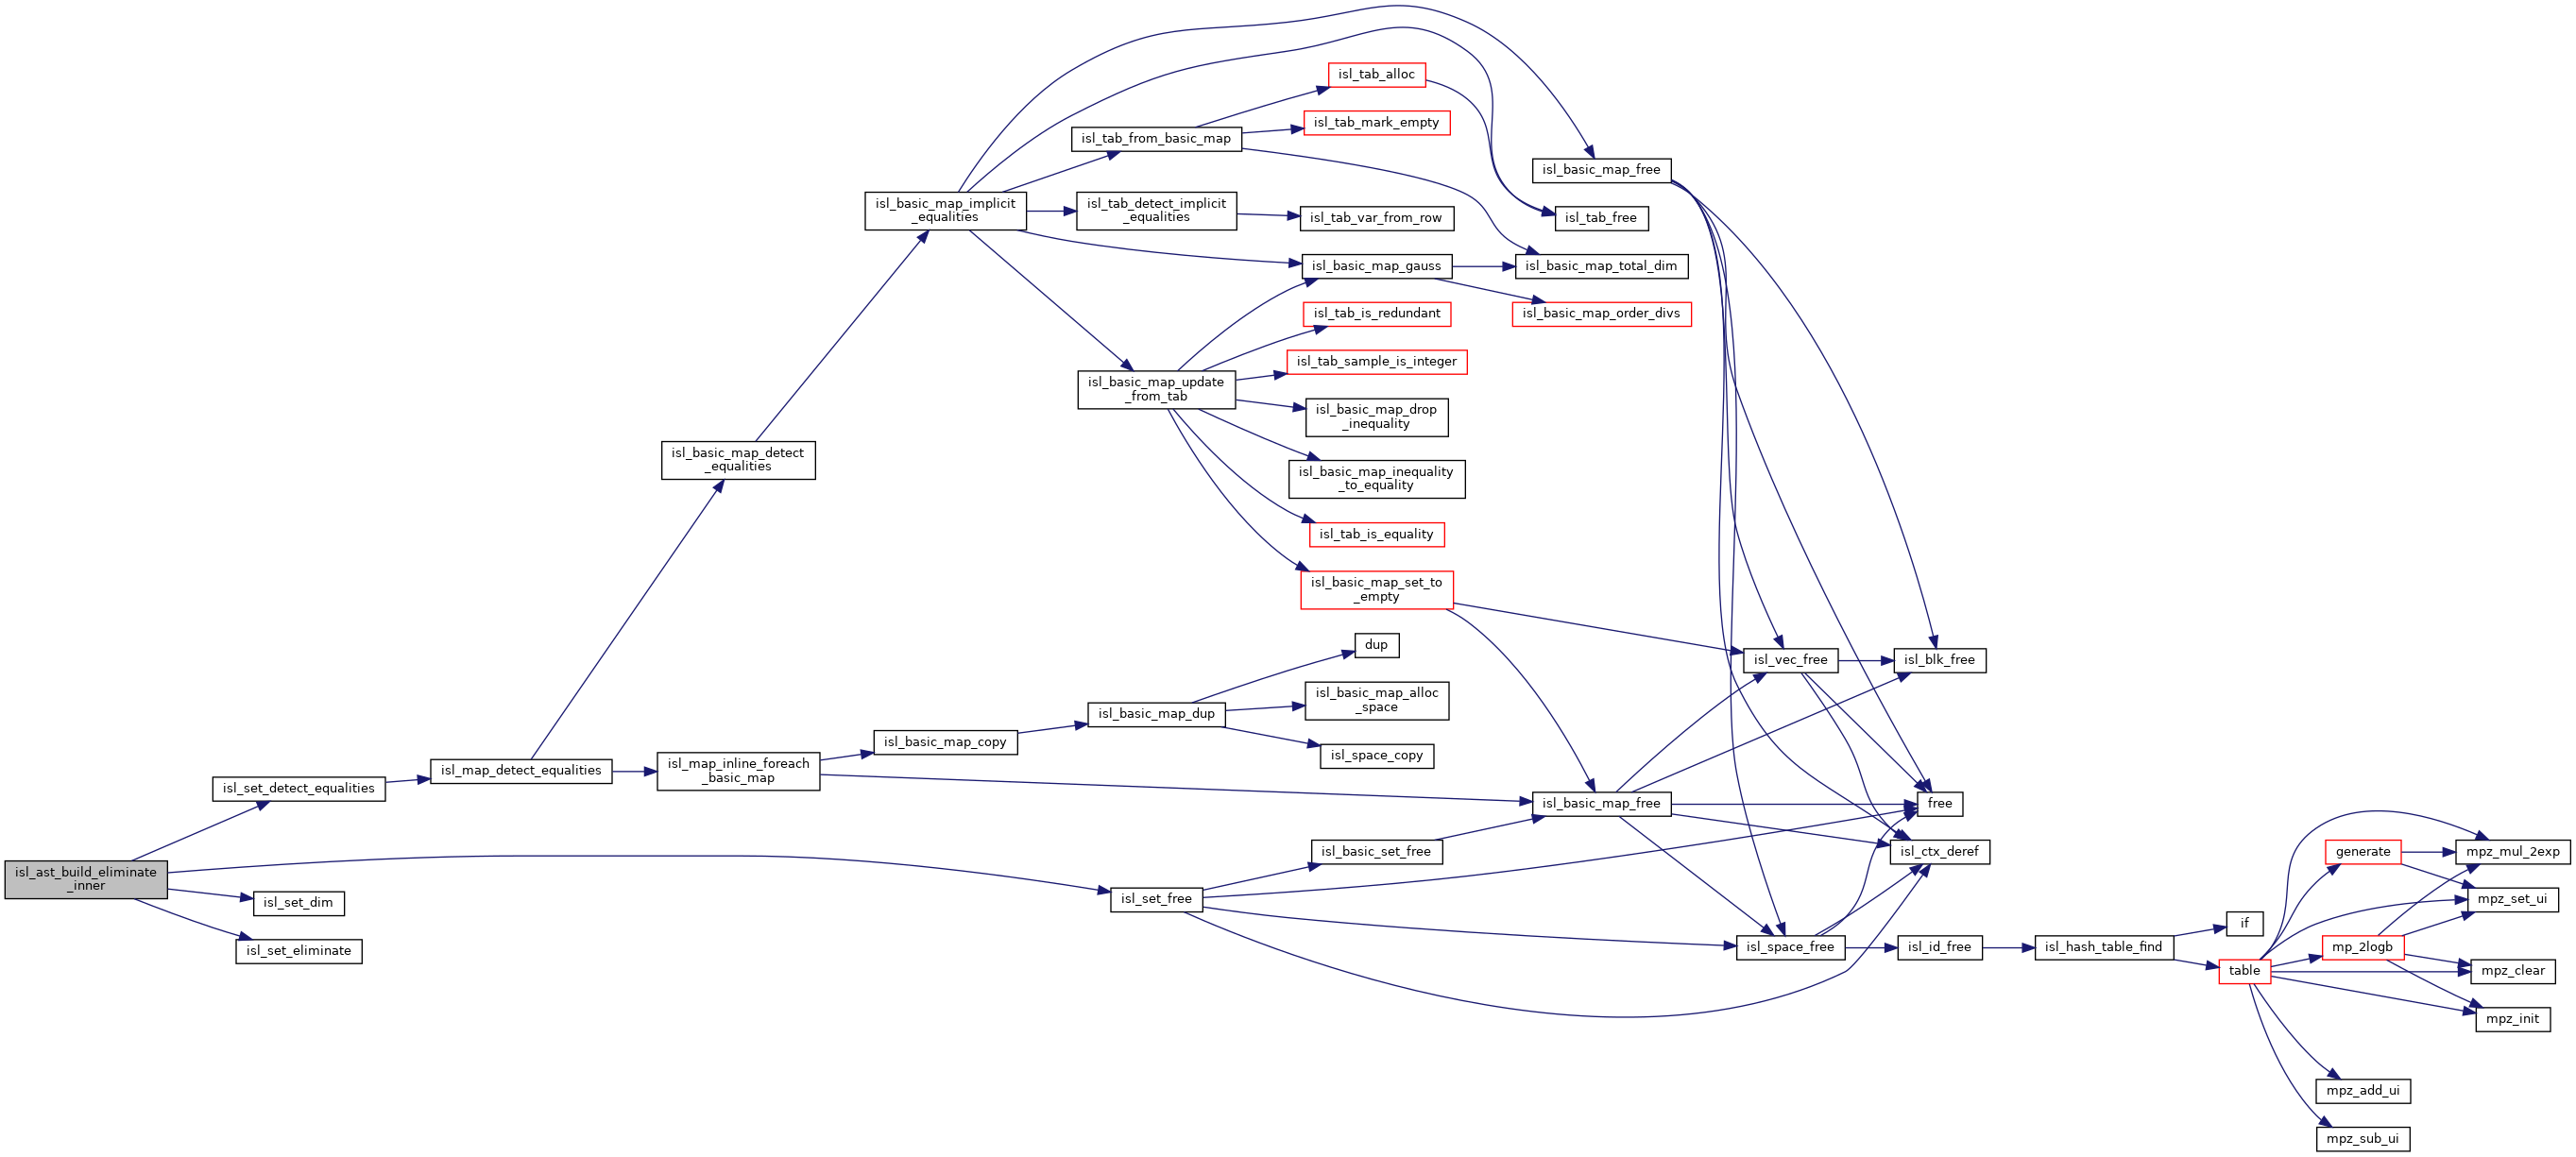 isl_ast_build_eliminate
_inner
isl_set_detect_equalities
isl_set_dim
isl_set_eliminate
isl_map_detect_equalities
isl_basic_map_detect
_equalities
isl_map_inline_foreach
_basic_map
isl_basic_map_implicit
_equalities
isl_basic_map_copy
isl_tab_from_basic_map
isl_tab_detect_implicit
_equalities
isl_basic_map_update
_from_tab
isl_basic_map_dup
isl_set_free
isl_tab_alloc
isl_tab_mark_empty
isl_tab_var_from_row
isl_basic_map_gauss
isl_tab_is_redundant
isl_tab_sample_is_integer
isl_basic_map_drop
_inequality
isl_basic_map_inequality
_to_equality
isl_tab_is_equality
isl_basic_map_set_to
_empty
dup
isl_basic_map_alloc
_space
isl_space_copy
isl_basic_set_free
isl_basic_map_free
isl_tab_free
isl_basic_map_total_dim
isl_basic_map_order_divs
isl_basic_map_free
isl_vec_free
isl_space_free
isl_blk_free
free
isl_ctx_deref
isl_id_free
isl_hash_table_find
if
table
generate
mp_2logb
mpz_add_ui
mpz_sub_ui
mpz_mul_2exp
mpz_set_ui
mpz_clear
mpz_init